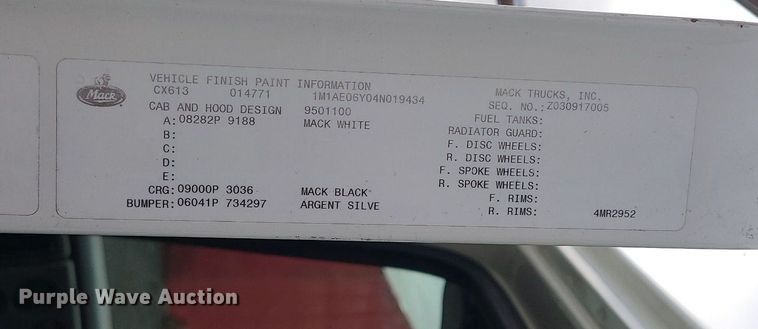 Mack
VEHICLE FINISH PAINT INFORMATION
CX613 014771 1M1AE06Y04N019434
MACK TRUCKS, INC.
SEQ. NO.:Z030917005
CAB AND HOOD DESIGN 9501100
FUEL TANKS:
A:08282P 9188 MACK WHITE
RADIATOR GUARD:
B:
F. DISC WHEELS:
C:
R. DISC WHEELS:
D:
F. SPOKE WHEELS:
E:
R. SPOKE WHEELS:
CRG:09000P 3036 MACK BLACK
F. RIMS:
BUMPER:06041P 734297 ARGENT SILVE
R. RIMS:
4MR2952
Purple Wave Auction